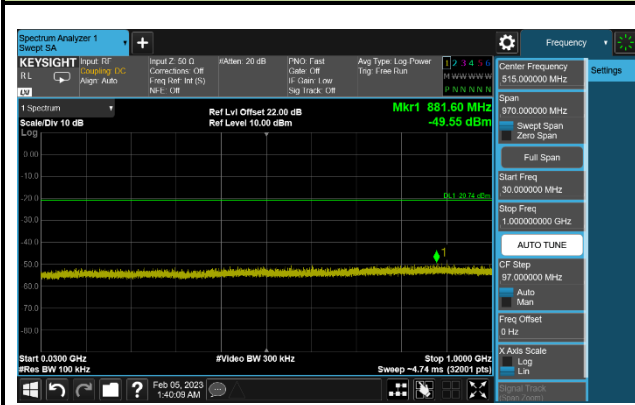 Spectrum Analyzer 1
Swept SA
+
Frequency
KEYSIGHT
RL
Input: RF
Coupling: DC
Align: Auto
Input Z: 50 Ω
Corrections: Off
Freq Ref: Int (S)
NFE: Off
#Atten: 20 dB
PNO: Fast
Gate: Off
IF Gain: Low
Sig Track: Off
Avg Type: Log-Power
Trig: Free Run
1 2 3 4 5 6
M W W W W W
P N N N N N
LXI
1 Spectrum
Scale/Div 10 dB
Log
Ref Lvl Offset 22.00 dB
Ref Level 10.00 dBm
Mkr1 881.60 MHz
-49.55 dBm
0.00
-10.0
-20.0
-30.0
-40.0
-50.0
-60.0
-70.0
-80.0
DL1 -20.74 dBm
1
Start 0.0300 GHz
#Res BW 100 kHz
#Video BW 300 kHz
Stop 1.0000 GHz
Sweep ~4.74 ms (32001 pts)
Feb 05, 2023
1:40:09 AM
Settings
Center Frequency
515.000000 MHz
Span
970.000000 MHz
Swept Span
Zero Span
Full Span
Start Freq
30.000000 MHz
Stop Freq
1.000000000 GHz
AUTO TUNE
CF Step
97.000000 MHz
Auto
Man
Freq Offset
0 Hz
X Axis Scale
Log
Lin
Signal Track
(Span Zoom)